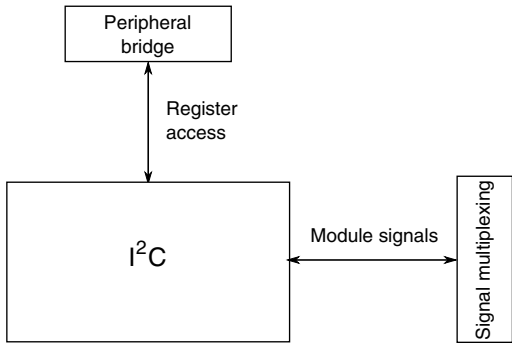 Peripheral
bridge
Register
access
I²C
Module signals
Signal multiplexing